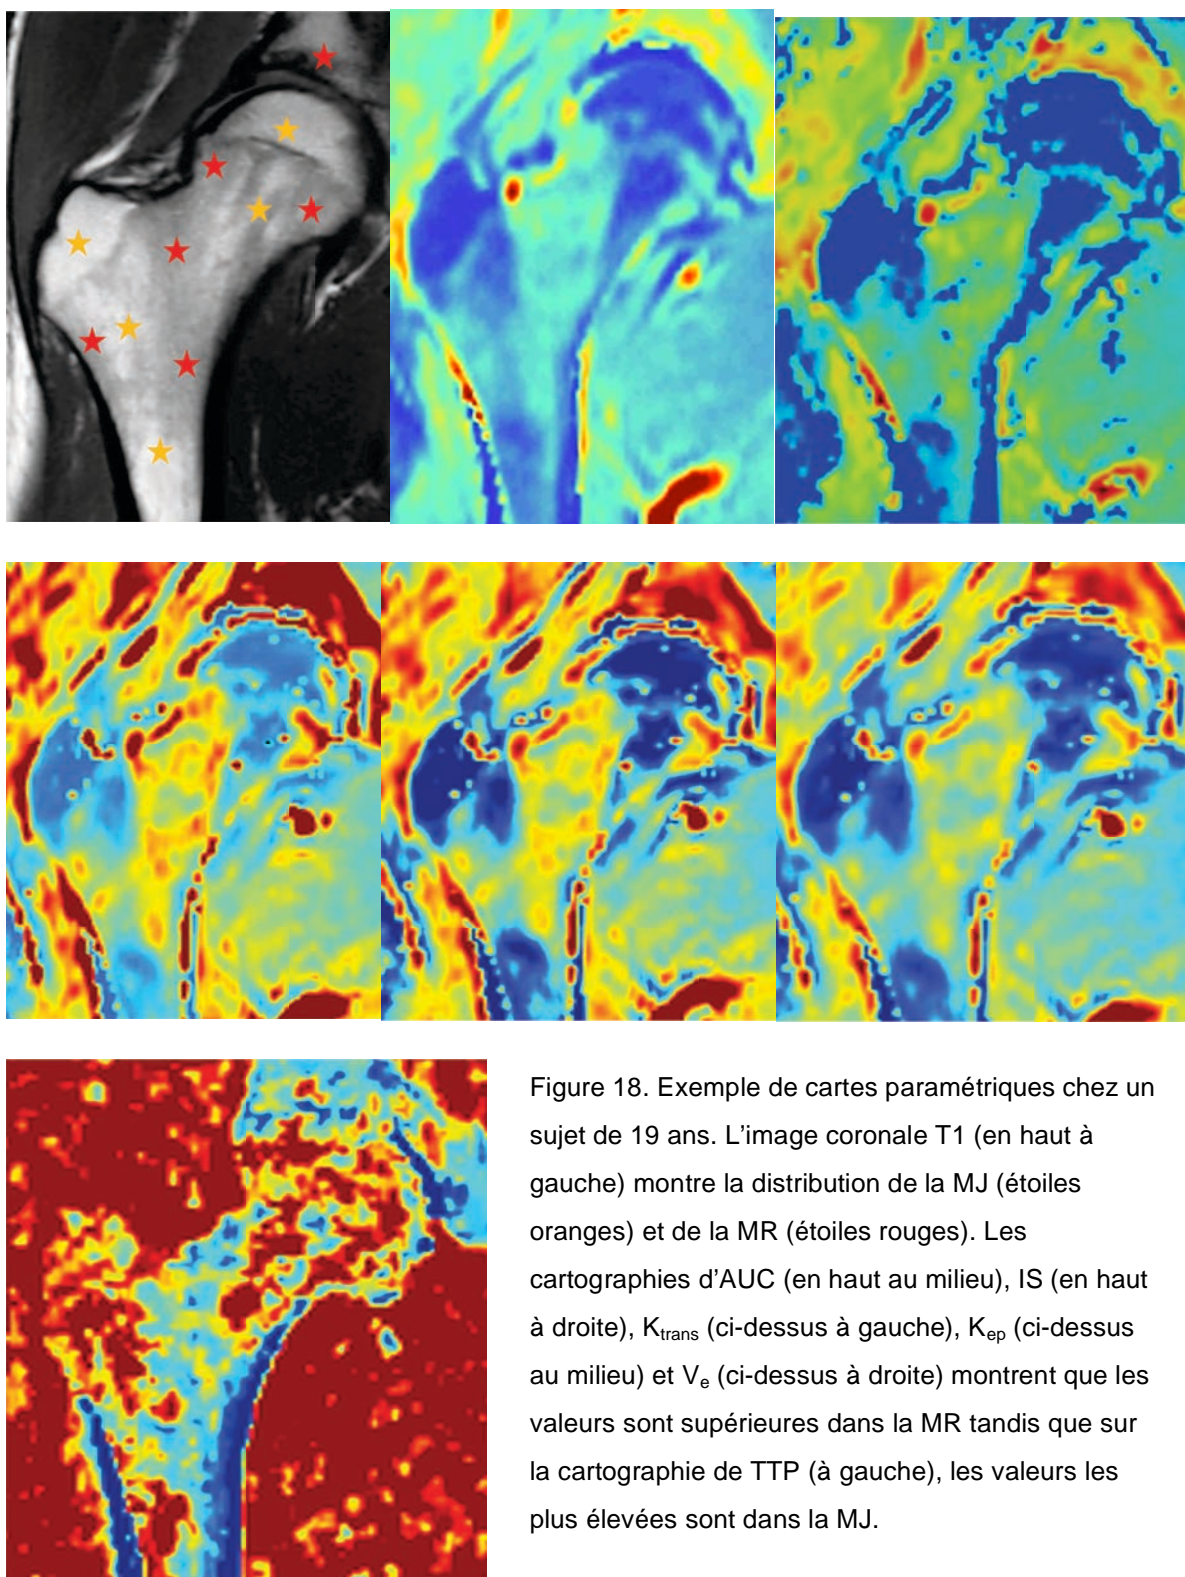 Figure 18. Exemple de cartes paramétriques chez un
sujet de 19 ans. L’image coronale T1 (en haut à
gauche) montre la distribution de la MJ (étoiles
oranges) et de la MR (étoiles rouges). Les
cartographies d’AUC (en haut au milieu), IS (en haut
à droite), Ktrans (ci-dessus à gauche), Kep (ci-dessus
au milieu) et Ve (ci-dessus à droite) montrent que les
valeurs sont supérieures dans la MR tandis que sur
la cartographie de TTP (à gauche), les valeurs les
plus élevées sont dans la MJ.